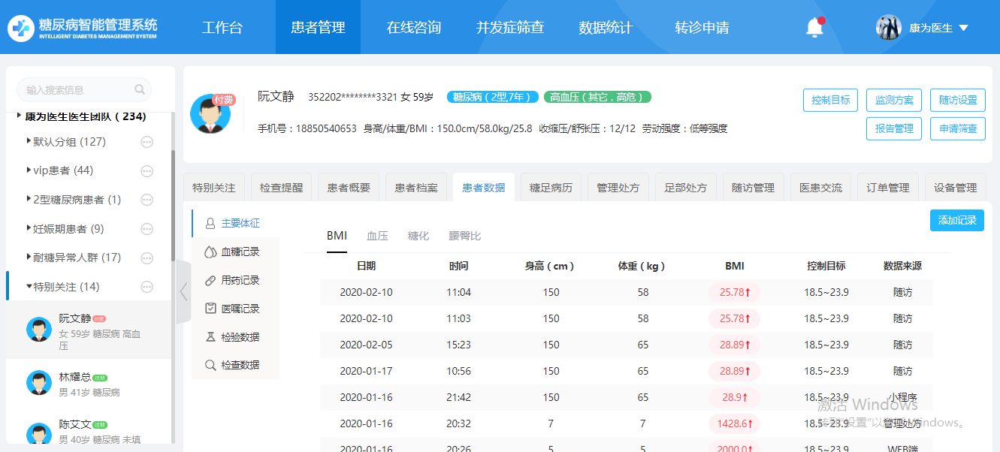 糖尿病智能管理系统
INTELLIGENT DIABETES MANAGEMENT SYSTEM
工作台 患者管理 在线咨询 并发症筛查 数据统计 转诊申请
康为医生
输入搜索信息
康为医生医生团队 ( 234)
默认分组 (127)
vip患者 (44)
2型糖尿病患者 (1)
妊娠期患者 (9)
耐糖异常人群 (17)
特别关注 (14)
阮文静 付费
女 59岁 糖尿病 高血
压
林耀总 过期
男 41岁 糖尿病
陈艾文 过期
男 40岁 糖尿病 未填
付费
阮文静 352202********3321 女 59岁 糖尿病 ( 2型,7年 ) 高血压 ( 其它，高危 )
手机号：18850540653 身高/体重/BMI：150.0cm/58.0kg/25.8 收缩压/舒张压：12/12 劳动强度：低等强度
控制目标 监测方案 随访设置
报告管理 申请筛查
特别关注 检查提醒 患者概要 患者档案 患者数据 糖足病历 管理处方 足部处方 随访管理 医患交流 订单管理 设备管理
主要体征
血糖记录
用药记录
医嘱记录
检验数据
检查数据
添加记录
BMI 血压 糖化 腰臀比
日期 时间 身高 ( cm ) 体重 ( kg ) BMI 控制目标 数据来源
2020-02-10 11:04 150 58 25.78↑ 18.5~23.9 随访
2020-02-10 11:03 150 58 25.78↑ 18.5~23.9 随访
2020-02-05 15:23 150 65 28.89↑ 18.5~23.9 随访
2020-01-17 10:56 150 65 28.89↑ 18.5~23.9 随访
2020-01-16 21:42 150 65 28.9↑ 18.5~23.9 小程序
2020-01-16 20:32 7 7 1428.6↑ 18.5~23.9 管理处方
2020-01-16 20:26 5 5 2000.0↑ 18.5~23.9 WEB端
激活 Windows
转到"设置"以激活 Windows。